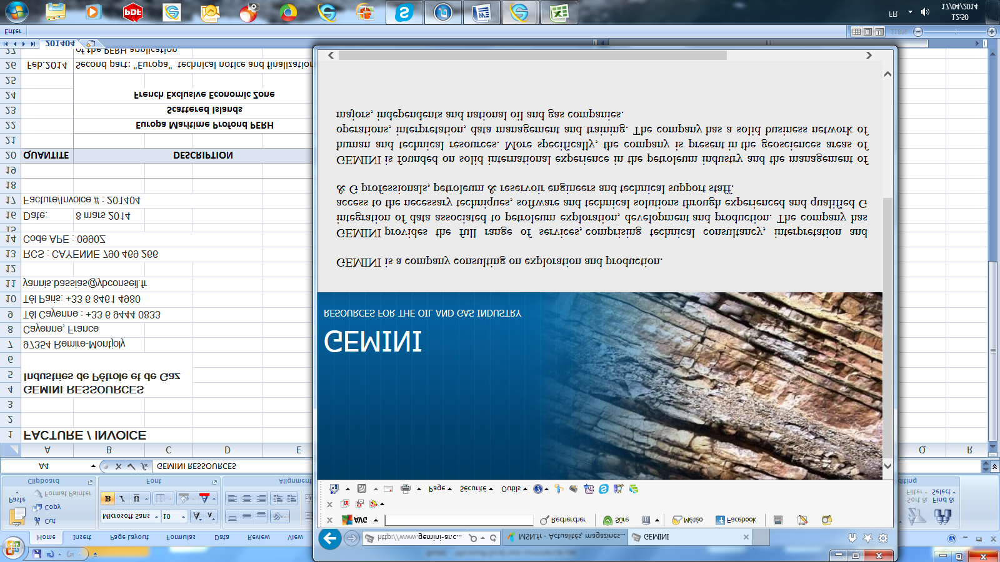 Home Insert Page Layout Formulas Data Review View
Cut
Copy
Format Painter
Paste
Clipboard
Microsoft Sans 10
B I U
Font
Alignment
Sort & Filter
Find & Select
A4
GEMINI RESSOURCES
A B C D E Q R
1 FACTURE / INVOICE
2
3
4 GEMINI RESSOURCES
5 Industries de Pétrole et de Gaz
6
7 97354 Remire-Montjoly
8 Cayenne, France
9 Tél Cayenne : +33 6 9444 0833
10 Tél Paris: +33 6 8461 4980
11 yannis.bassias@ybconseil.fr
12
13 RCS : CAYENNE 790 469 266
14 Code APE : 0990Z
15
16 Date: 8 mars 2014
17 Facture/Invoice # : 201404
18
19
20 QUANTITE DESCRIPTION
21
22 Europa Maritime Profond PERH
23 Scattered Islands
24 French Exclusive Economic Zone
25
26 Feb.2014 Second part: "Europa" technical notice and finalization
27 of the PERH application
201404
Enter
118%
http://www.gemini-ar.c...
MSN.fr - Actualités, magazines...
GEMINI
AVG
Rechercher
Sûre
Météo
Facebook
Page Sécurité Outils
GEMINI
RESOURCES FOR THE OIL AND GAS INDUSTRY
GEMINI is a company consulting on exploration and production.
GEMINI provides the full range of services, comprising technical consultancy, interpretation and
integration of data associated to petroleum exploration, development and production. The company has
access to the necessary techniques, software and technical solutions through experienced and qualified G
& G professionals, petroleum & reservoir engineers and technical support staff.
GEMINI is founded on solid international experience in the petroleum industry and the management of
human and technical resources. More specifically, the company is present in the geosciences areas of
operations, interpretation, data management and training. The company has a solid business network of
majors, independents and national oil and gas companies.
PDF
FR
12:50
17/04/2014